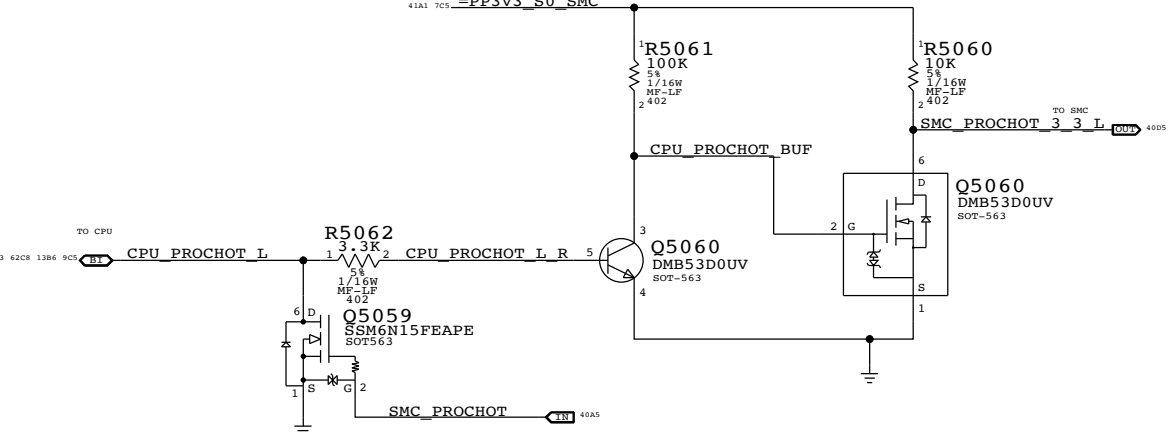 41A1 7C5 =PP3V3_S0_SMC
1
R5061
100K
5%
1/16W
MF-LF
402
2
1
R5060
10K
5%
1/16W
MF-LF
402
2
TO SMC
SMC_PROCHOT_3_3_L
OUT
40D5
CPU_PROCHOT_BUF
6
D
Q5060
DMB53D0UV
SOT-563
2
G
S
1
TO CPU
3 62C8 13B6 9C5
BI
CPU_PROCHOT_L
R5062
3.3K
1
2
5%
1/16W
MF-LF
402
CPU_PROCHOT_L_R
5
3
Q5060
DMB53D0UV
SOT-563
4
6
D
Q5059
SSM6N15FEAPE
SOT563
1
S
G
2
SMC_PROCHOT
IN
40A5